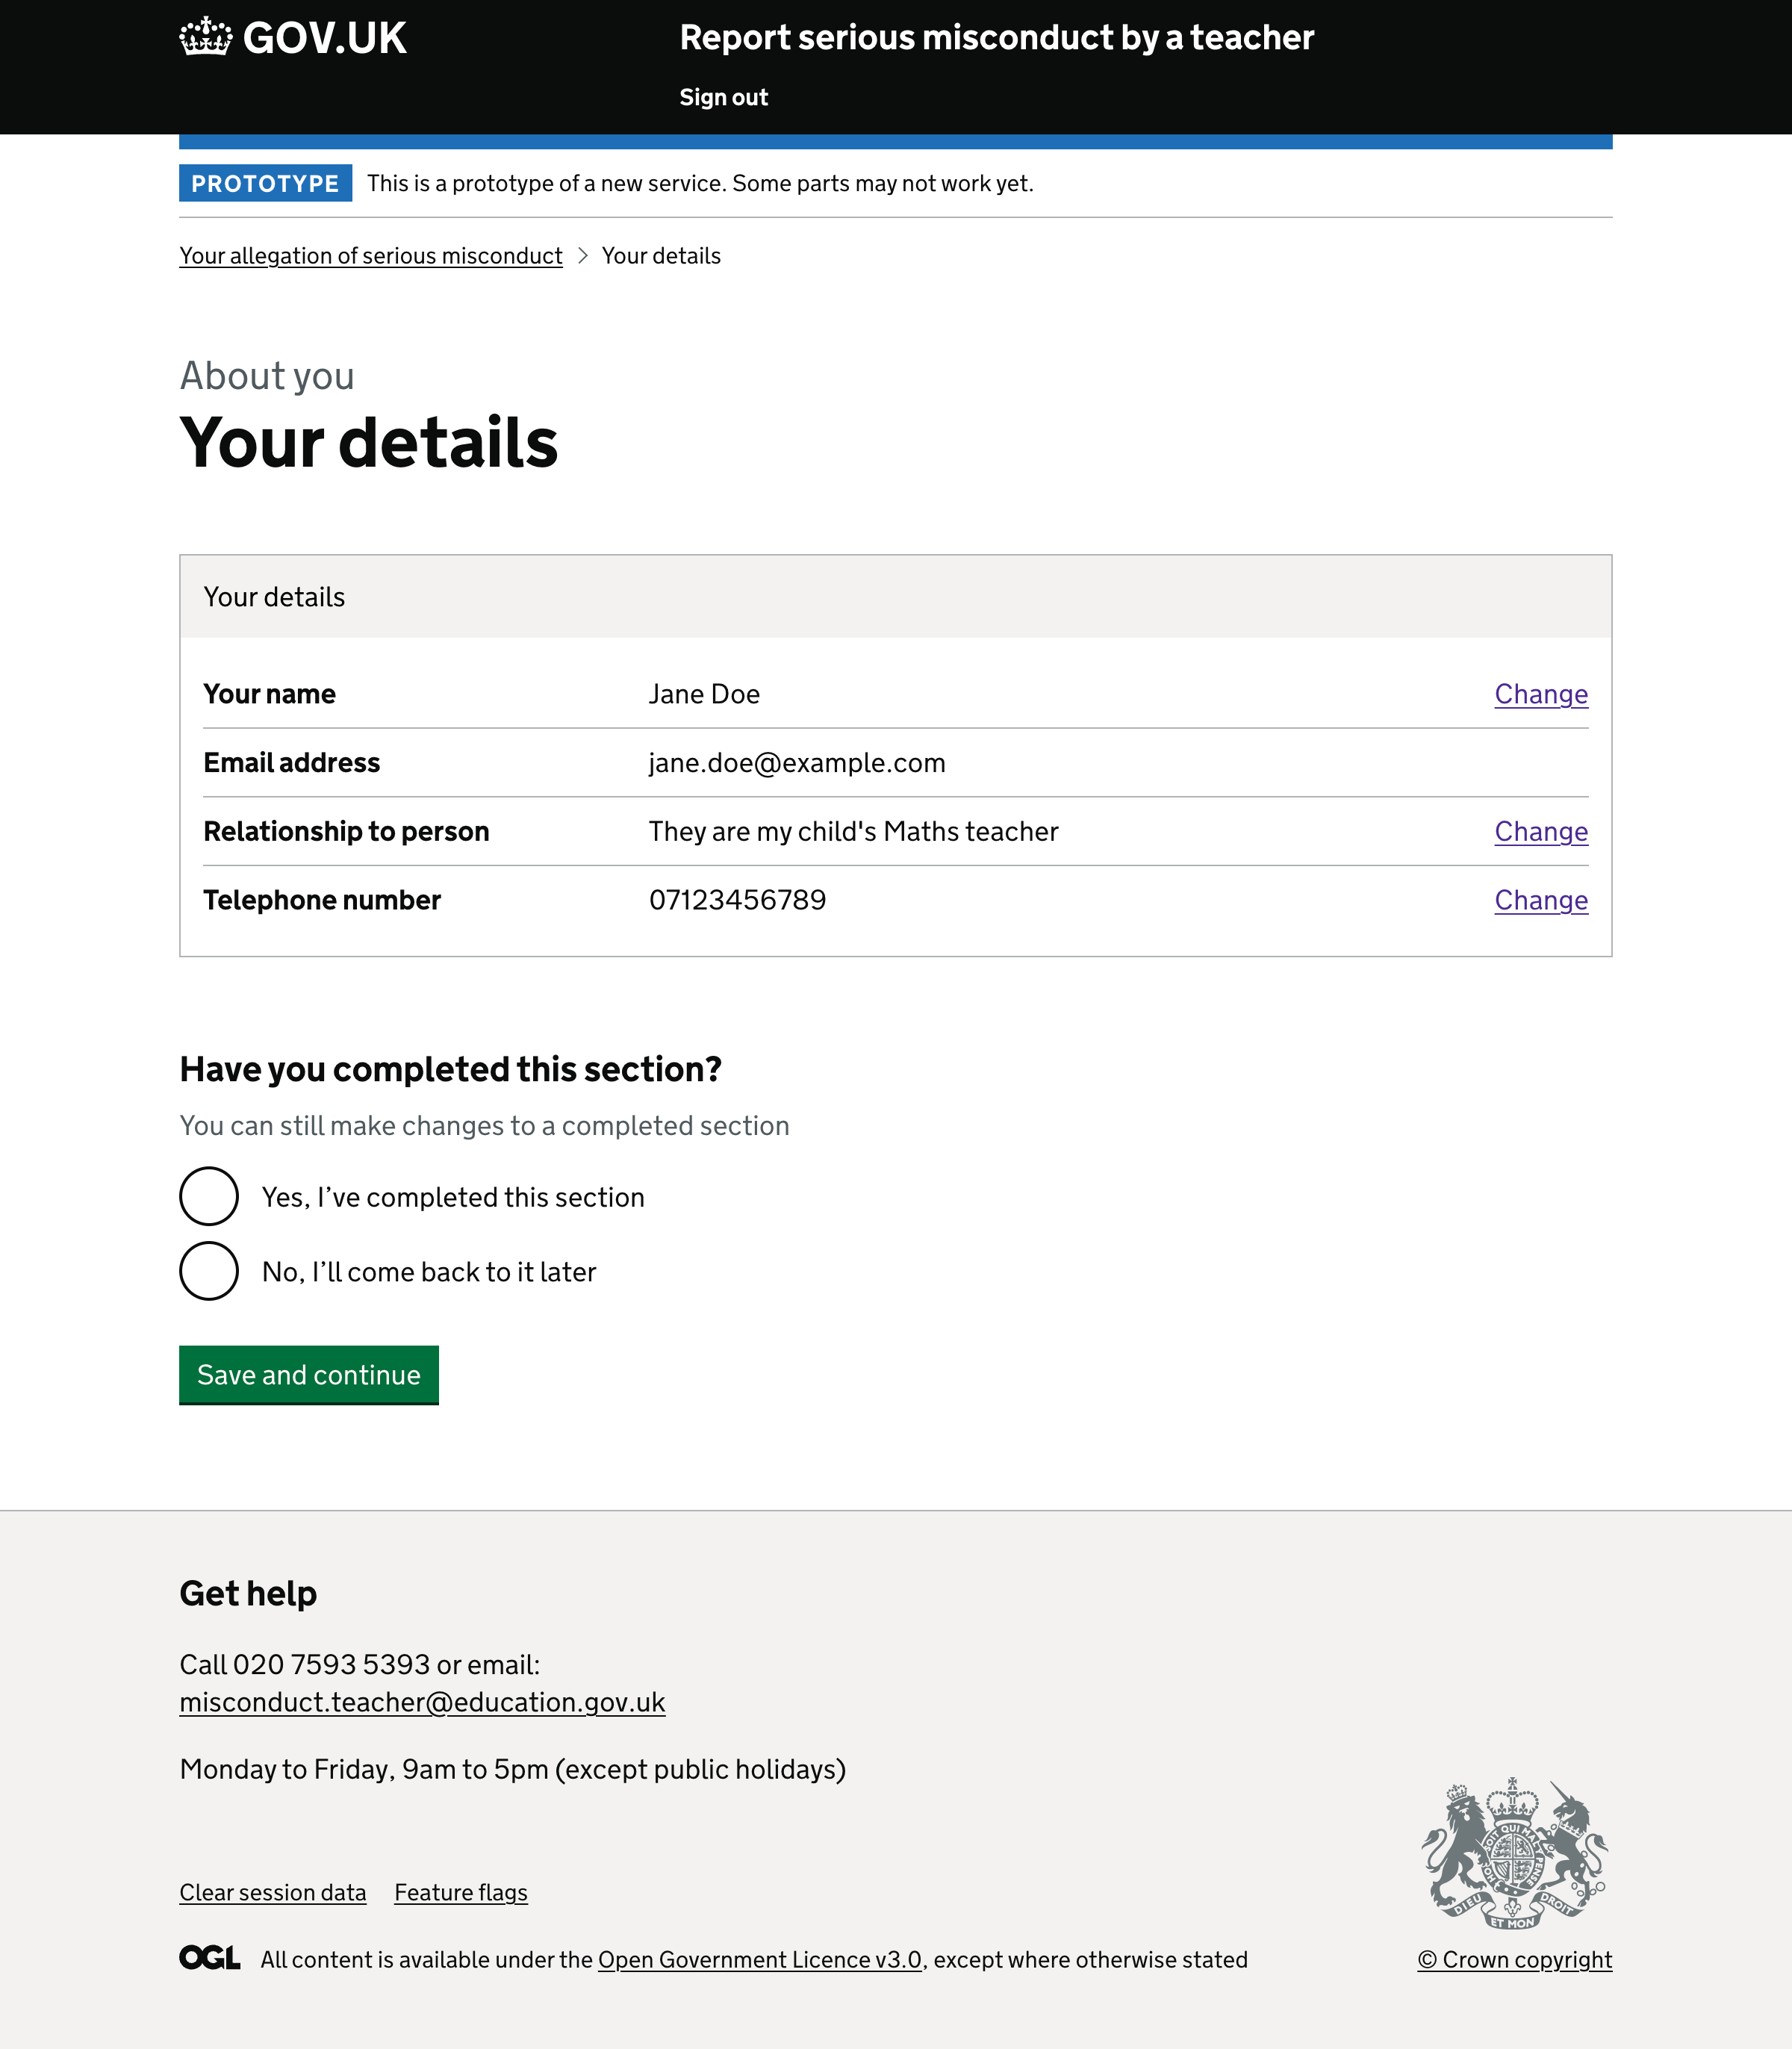 GOV.UK
Report serious misconduct by a teacher
Sign out
PROTOTYPE This is a prototype of a new service. Some parts may not work yet.
Your allegation of serious misconduct > Your details
About you
Your details
Your details
Your name Jane Doe Change
Email address jane.doe@example.com
Relationship to person They are my child's Maths teacher Change
Telephone number 07123456789 Change
Have you completed this section?
You can still make changes to a completed section
Yes, I’ve completed this section
No, I’ll come back to it later
Save and continue
Get help
Call 020 7593 5393 or email:
misconduct.teacher@education.gov.uk
Monday to Friday, 9am to 5pm (except public holidays)
Clear session data Feature flags
DIEU ET MON DROIT
OGL All content is available under the Open Government Licence v3.0, except where otherwise stated
© Crown copyright